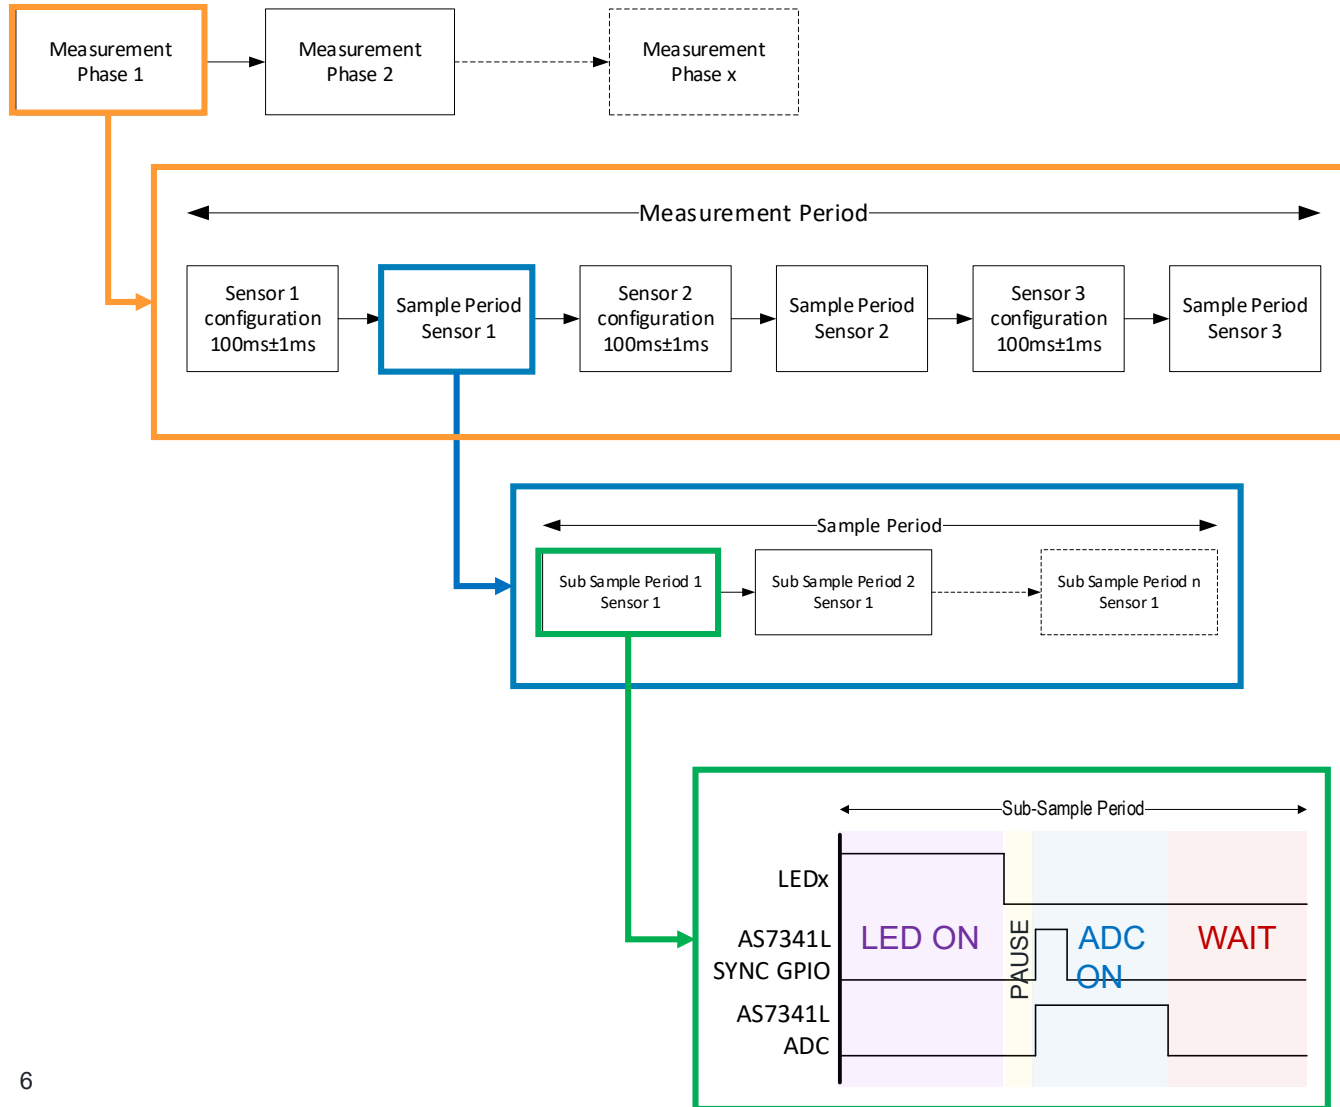 Measurement
Phase 1
Measurement
Phase 2
Measurement
Phase x
Measurement Period
Sensor 1
configuration
100ms±1ms
Sample Period
Sensor 1
Sensor 2
configuration
100ms±1ms
Sample Period
Sensor 2
Sensor 3
configuration
100ms±1ms
Sample Period
Sensor 3
Sample Period
Sub Sample Period 1
Sensor 1
Sub Sample Period 2
Sensor 1
Sub Sample Period n
Sensor 1
Sub-Sample Period
LEDx
AS7341L
SYNC GPIO
AS7341L
ADC
LED ON
PAUSE
ADC
ON
WAIT
6